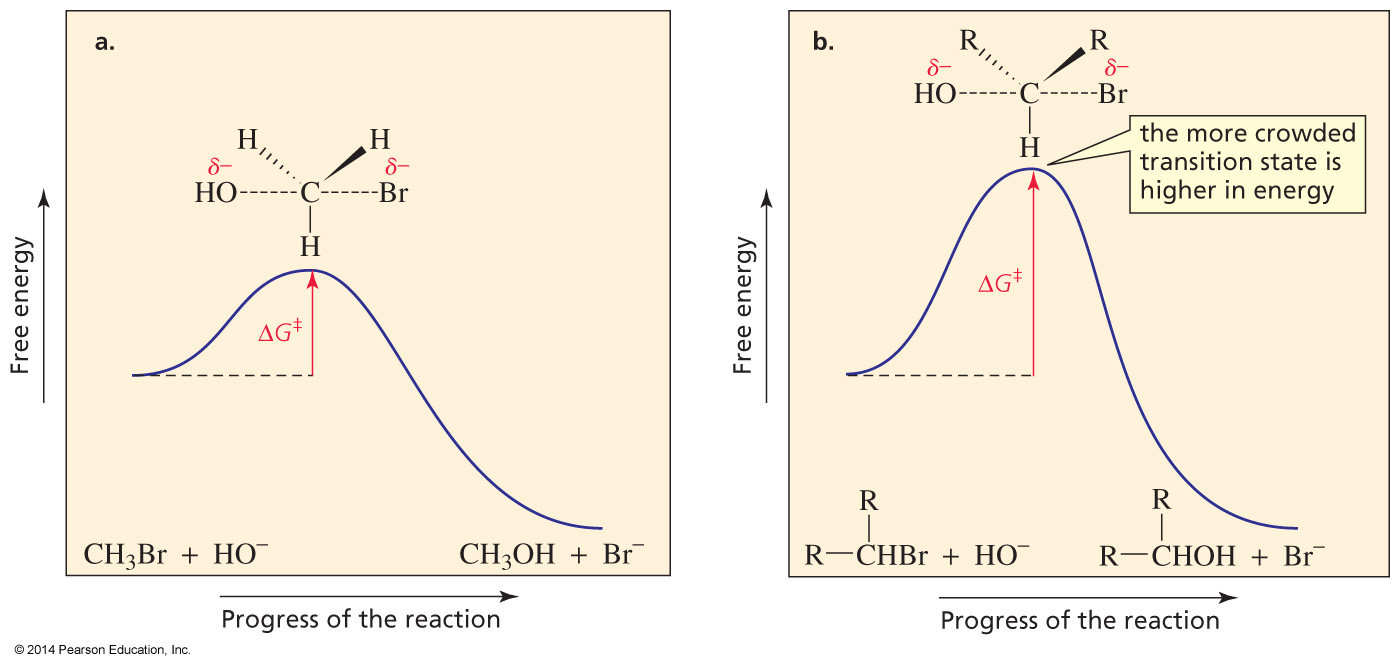 a.
H
H
δ−
δ−
HO------C------Br
H
Free energy
ΔG‡
CH₃Br + HO⁻
CH₃OH + Br⁻
Progress of the reaction
b.
R
R
δ−
δ−
HO------C------Br
H
the more crowded
transition state is
higher in energy
Free energy
ΔG‡
R
R—CHBr + HO⁻
R
R—CHOH + Br⁻
Progress of the reaction
© 2014 Pearson Education, Inc.